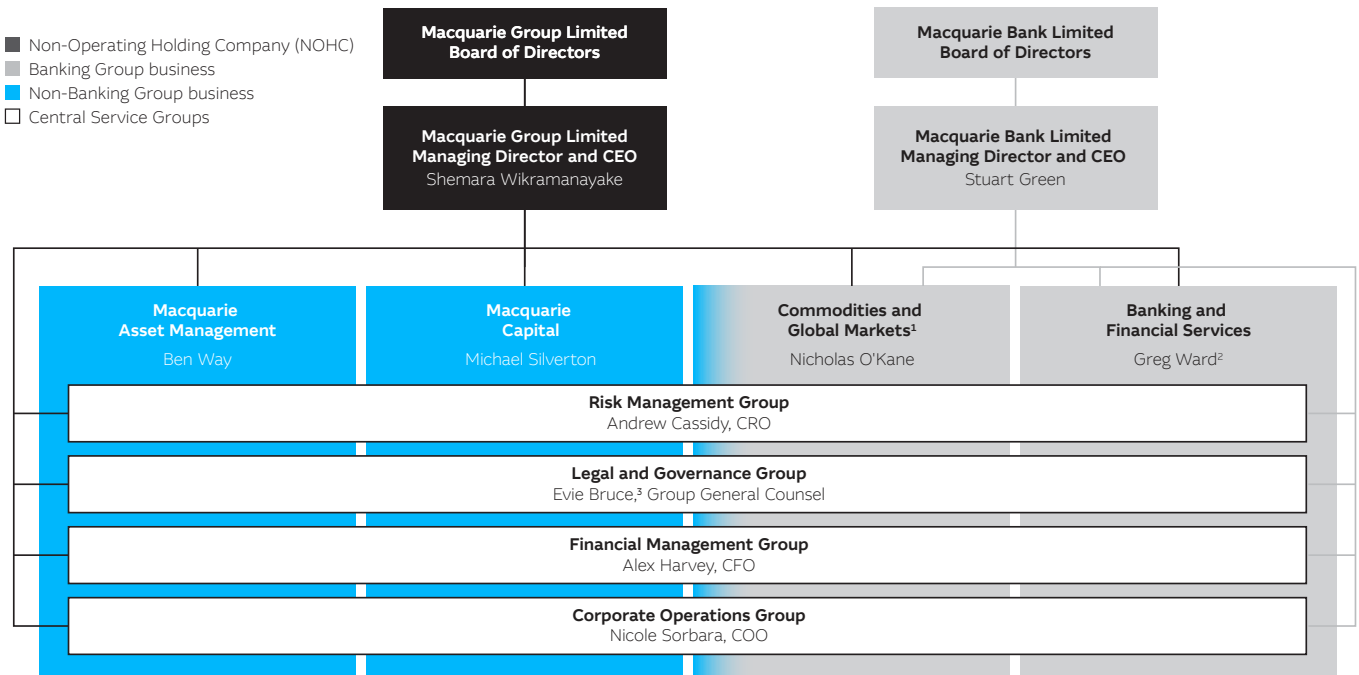 Non-Operating Holding Company (NOHC)
Banking Group business
Non-Banking Group business
Central Service Groups
Macquarie Group Limited
Board of Directors
Macquarie Bank Limited
Board of Directors
Macquarie Group Limited
Managing Director and CEO
Shemara Wikramanayake
Macquarie Bank Limited
Managing Director and CEO
Stuart Green
Macquarie
Asset Management
Ben Way
Macquarie
Capital
Michael Silverton
Commodities and
Global Markets¹
Nicholas O'Kane
Banking and
Financial Services
Greg Ward²
Risk Management Group
Andrew Cassidy, CRO
Legal and Governance Group
Evie Bruce,³ Group General Counsel
Financial Management Group
Alex Harvey, CFO
Corporate Operations Group
Nicole Sorbara, COO